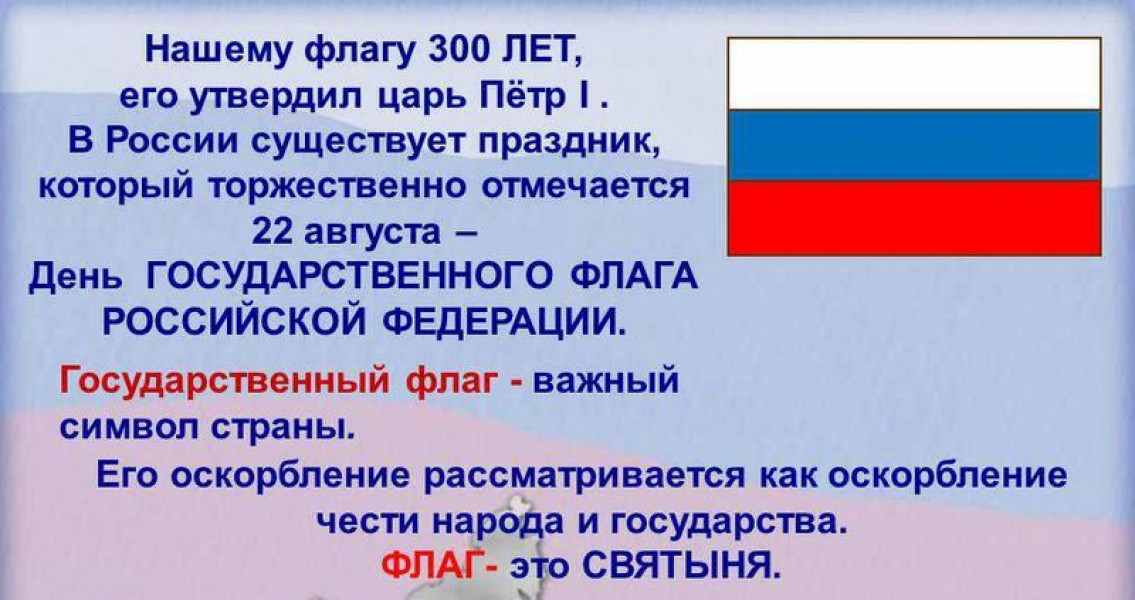 Нашему флагу 300 ЛЕТ,
его утвердил царь Пётр I .
В России существует праздник,
который торжественно отмечается
22 августа –
День ГОСУДАРСТВЕННОГО ФЛАГА
РОССИЙСКОЙ ФЕДЕРАЦИИ.
Государственный флаг - важный
символ страны.
Его оскорбление рассматривается как оскорбление
чести народа и государства.
ФЛАГ- это СВЯТЫНЯ.